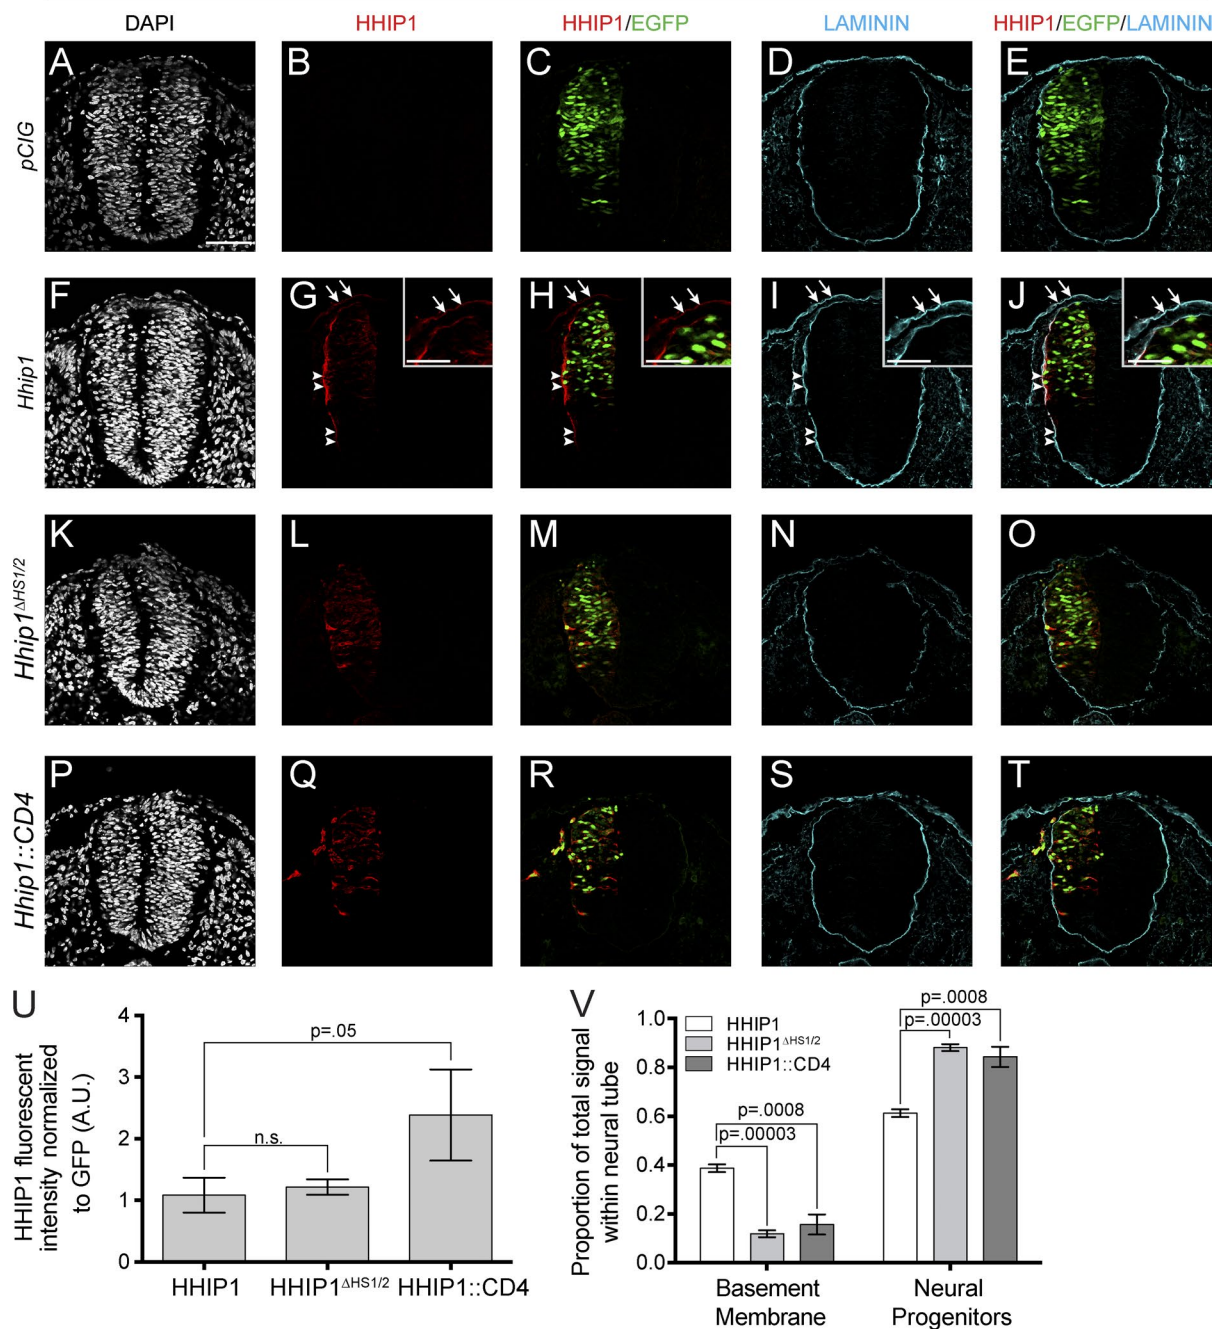 DAPI HHIP1 HHIP1/EGFP LAMININ HHIP1/EGFP/LAMININ
pCIG A B C D E
Hhip1 F G H I J
Hhip1ΔHS1/2 K L M N O
Hhip1::CD4 P Q R S T
U
HHIP1 fluorescent
intensity normalized
to GFP (A.U.)
4
3
2
1
0
p=.05
n.s.
HHIP1 HHIP1ΔHS1/2 HHIP1::CD4
V
Proportion of total signal
within neural tube
1.0
0.8
0.6
0.4
0.2
0.0
HHIP1
HHIP1ΔHS1/2
HHIP1::CD4
p=.0008
p=.00003
p=.0008
p=.00003
Basement
Membrane
Neural
Progenitors